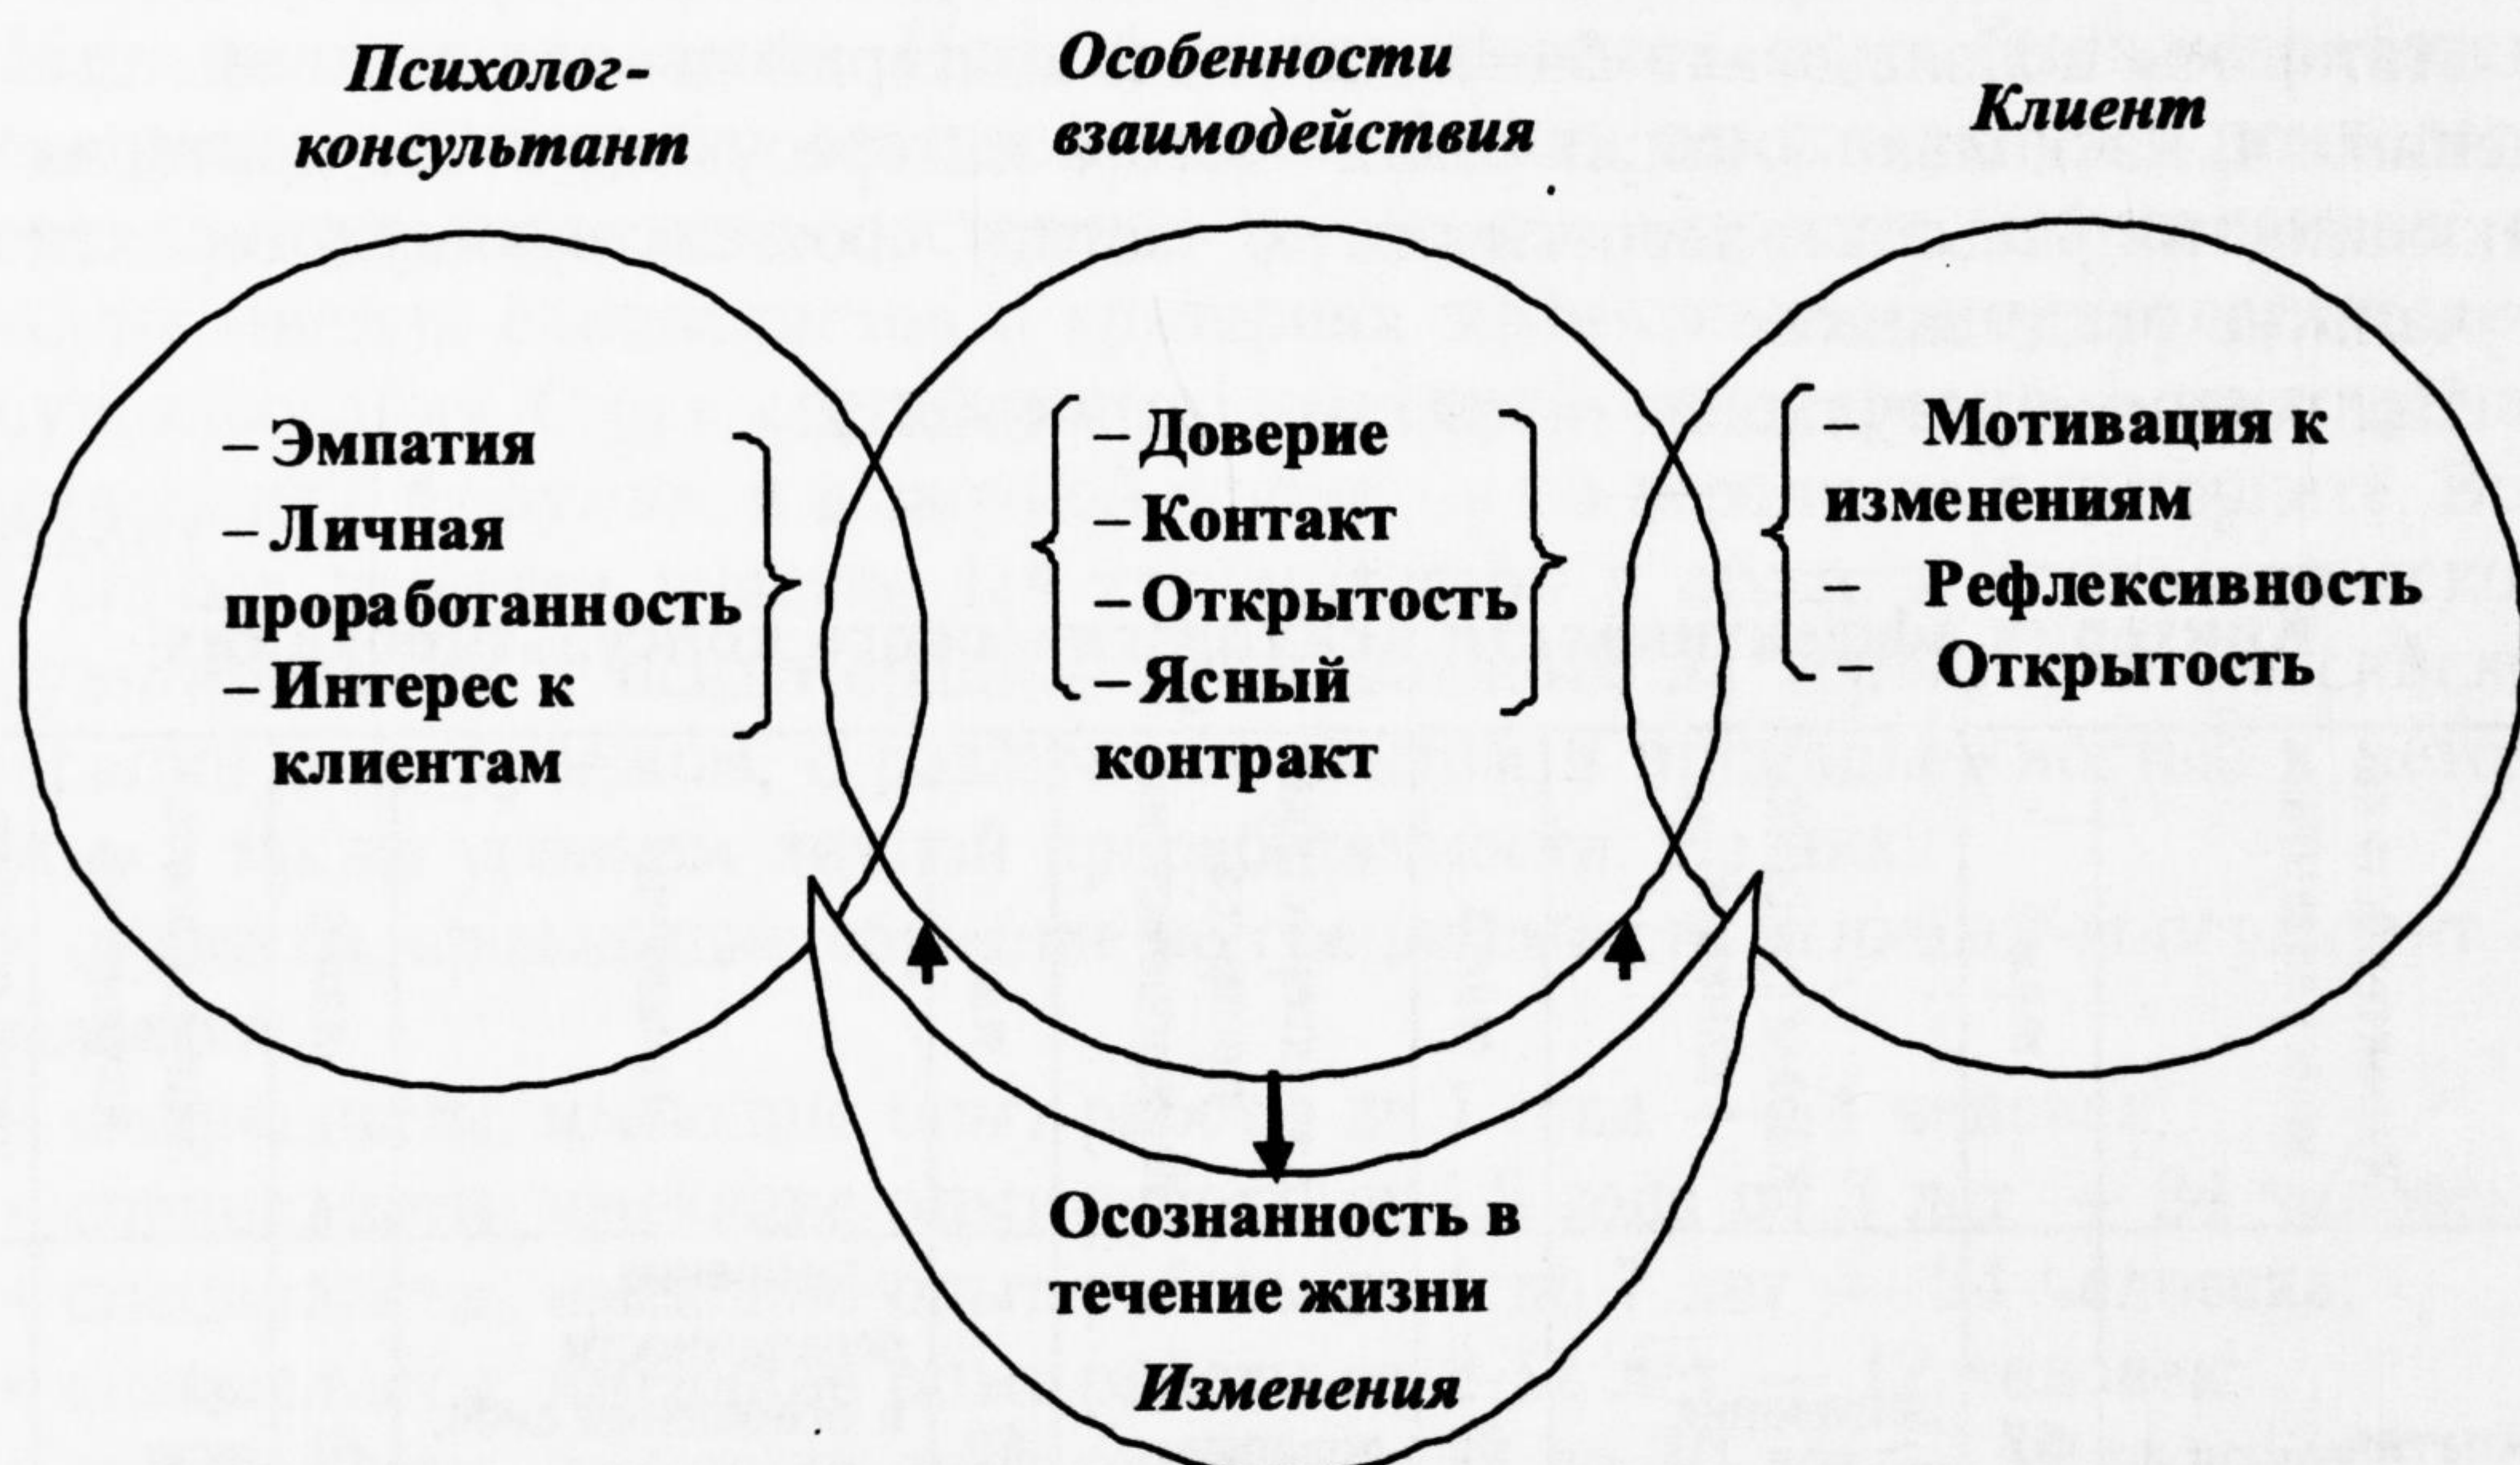 Психолог-
консультант
Особенности
взаимодействия
Клиент
– Эмпатия
– Личная
проработанность
– Интерес к
клиентам
– Доверие
– Контакт
– Открытость
– Ясный
контракт
– Мотивация к
изменениям
– Рефлексивность
– Открытость
Осознанность в
течение жизни
Изменения